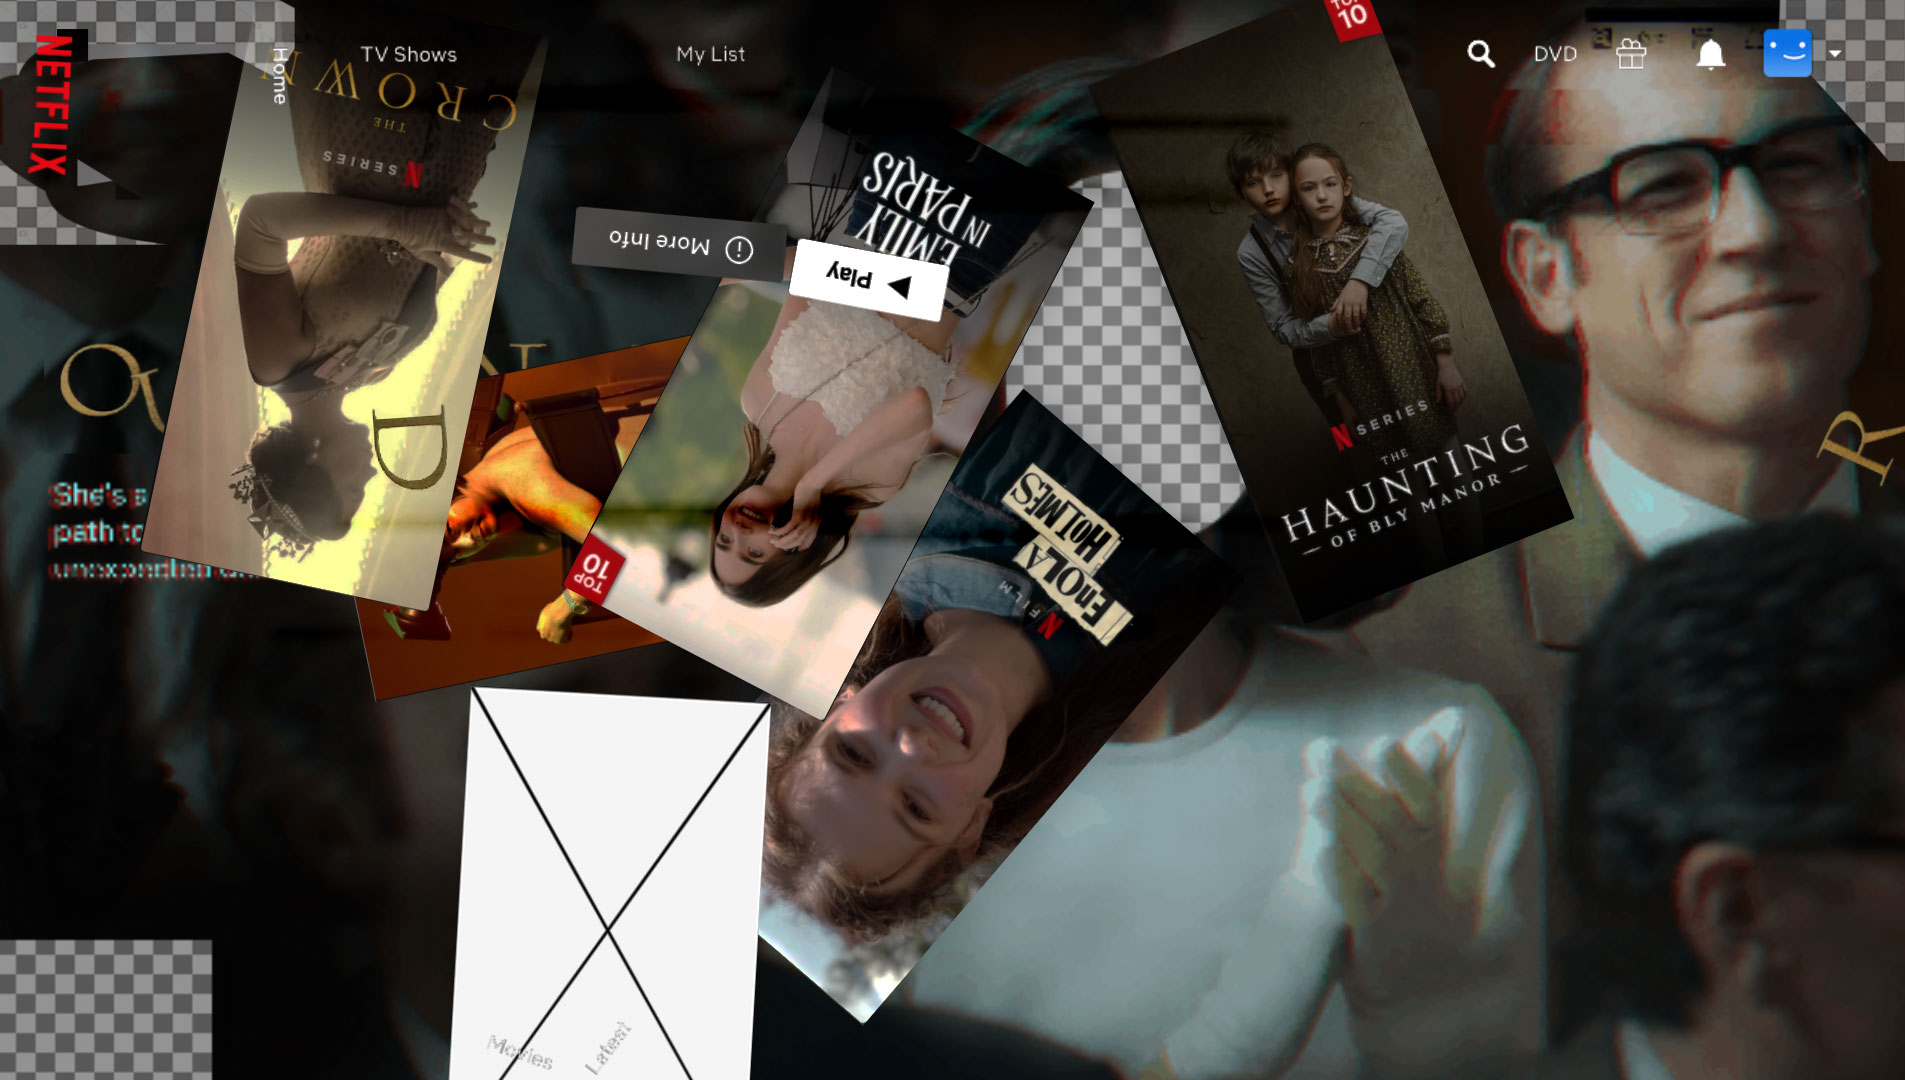 NETFLIX
Home
TV Shows
My List
DVD
TOP
10
THE
CROWN
N SERIES
EMILY
IN PARIS
More Info
Play
Q
D
R
She's
path to
TOP
10
ENOLA
HOLMES
N FILM
N SERIES
THE
HAUNTING
OF BLY MANOR
Movies
Latest